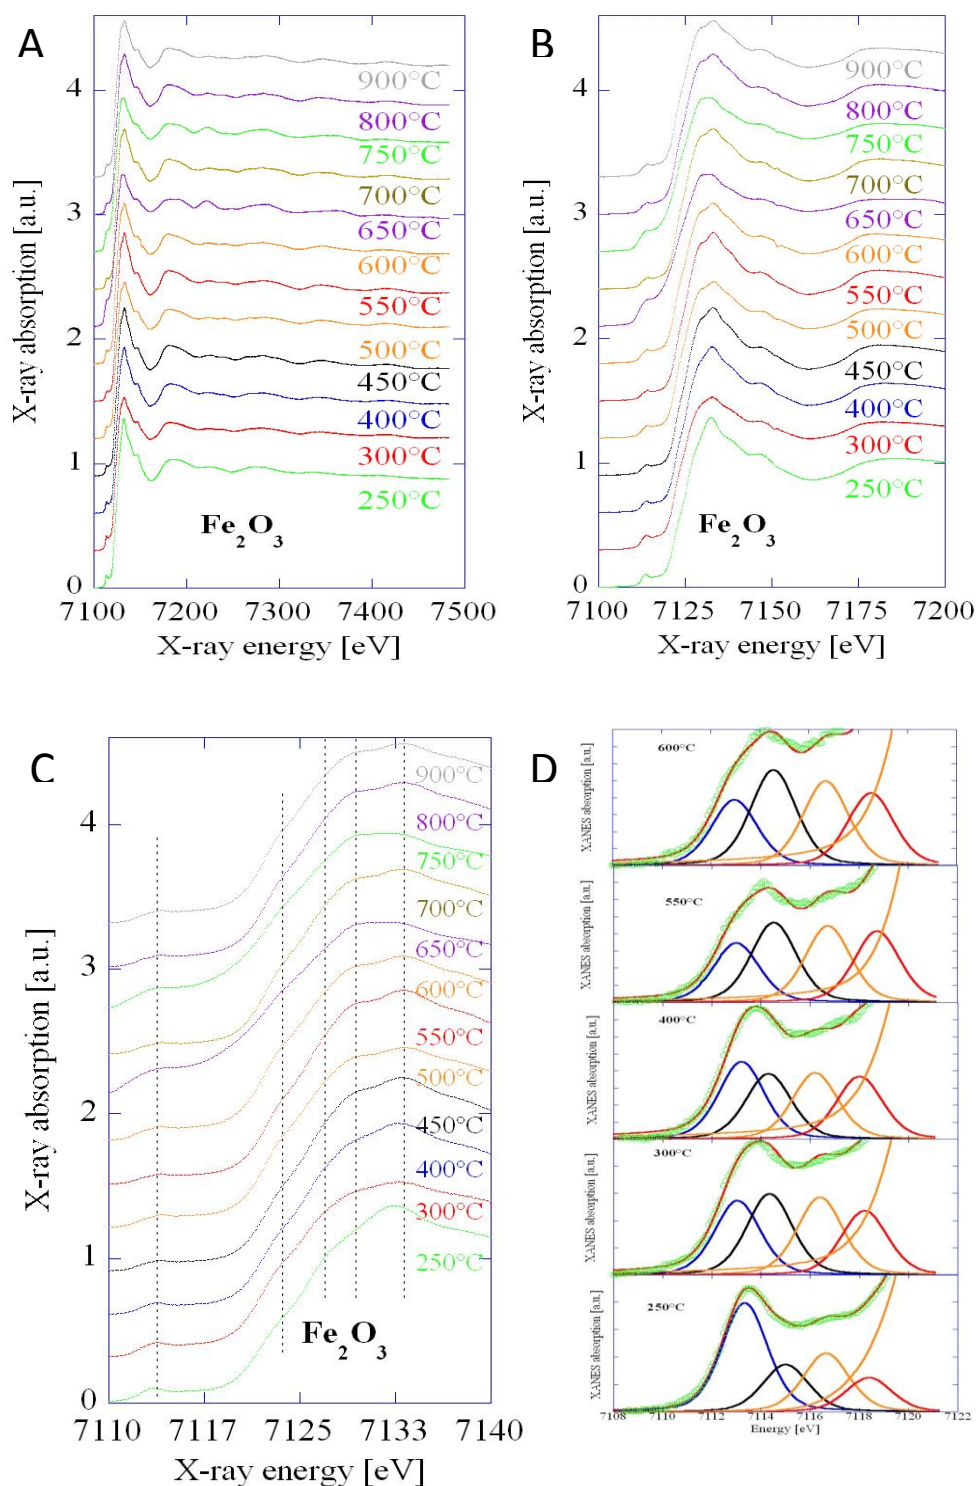 A
X-ray absorption [a.u.]
4
3
2
1
0
900°C
800°C
750°C
700°C
650°C
600°C
550°C
500°C
450°C
400°C
300°C
250°C
Fe2O3
7100 7200 7300 7400 7500
X-ray energy [eV]
B
X-ray absorption [a.u.]
4
3
2
1
0
900°C
800°C
750°C
700°C
650°C
600°C
550°C
500°C
450°C
400°C
300°C
250°C
Fe2O3
7100 7125 7150 7175 7200
X-ray energy [eV]
C
X-ray absorption [a.u.]
4
3
2
1
0
900°C
800°C
750°C
700°C
650°C
600°C
550°C
500°C
450°C
400°C
300°C
250°C
Fe2O3
7110 7117 7125 7133 7140
X-ray energy [eV]
D
XANES absorption [a.u.]
600°C
XANES absorption [a.u.]
550°C
XANES absorption [a.u.]
400°C
XANES absorption [a.u.]
300°C
XANES absorption [a.u.]
250°C
7108 7110 7112 7114 7116 7118 7120 7122
Energy [eV]